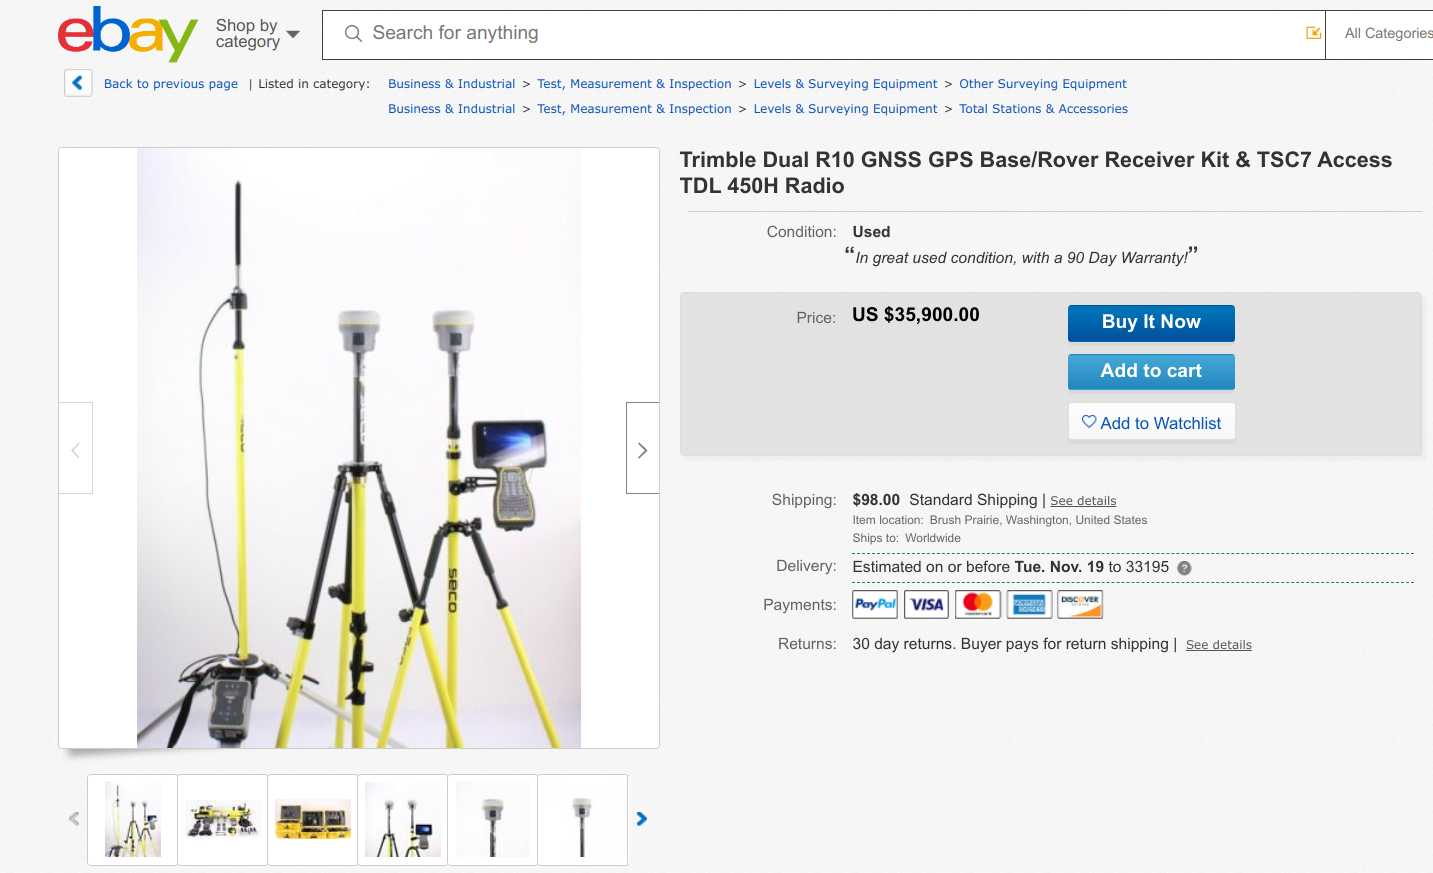 ebay
Shop by
category
Search for anything
All Categories
Back to previous page | Listed in category:
Business & Industrial > Test, Measurement & Inspection > Levels & Surveying Equipment > Other Surveying Equipment
Business & Industrial > Test, Measurement & Inspection > Levels & Surveying Equipment > Total Stations & Accessories
Trimble Dual R10 GNSS GPS Base/Rover Receiver Kit & TSC7 Access
TDL 450H Radio
Condition: Used
“In great used condition, with a 90 Day Warranty!”
Price: US $35,900.00
Buy It Now
Add to cart
Add to Watchlist
Shipping: $98.00 Standard Shipping | See details
Item location: Brush Prairie, Washington, United States
Ships to: Worldwide
Delivery: Estimated on or before Tue. Nov. 19 to 33195 ?
Payments: PayPal VISA mastercard AMERICAN EXPRESS DISCOVER
Returns: 30 day returns. Buyer pays for return shipping | See details
seco
seco